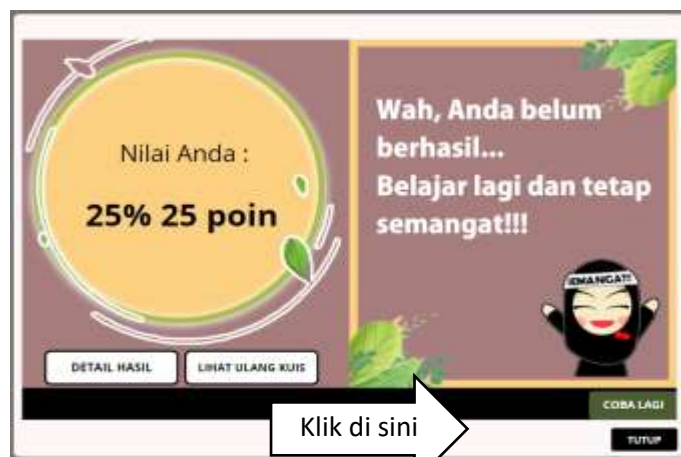 Nilai Anda :
25% 25 poin
Wah, Anda belum
berhasil...
Belajar lagi dan tetap
semangat!!!
SEMANGAT!
DETAIL HASIL
LIHAT ULANG KUIS
COBA LAGI
Klik di sini
TUTUP